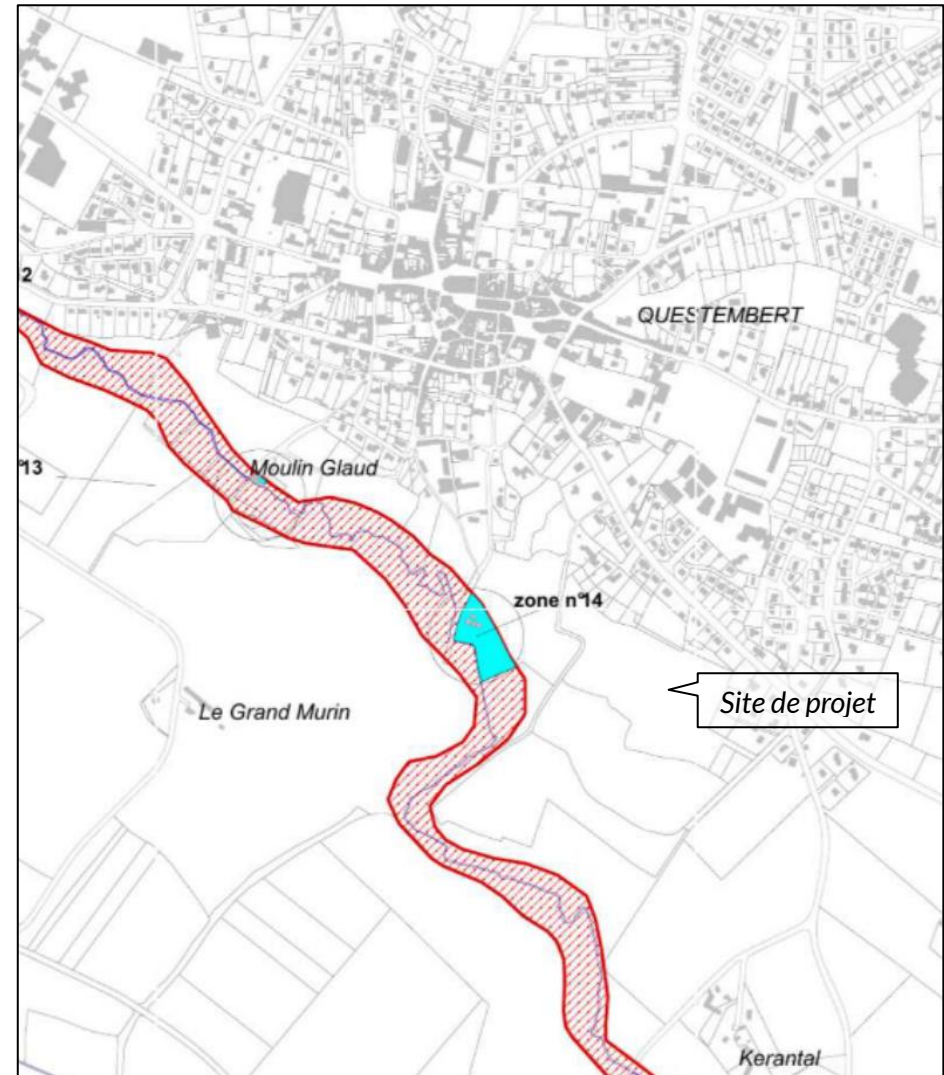 2
QUESTEMBERT
°13
Moulin Glaud
zone n°14
Site de projet
Le Grand Murin
Kerantal